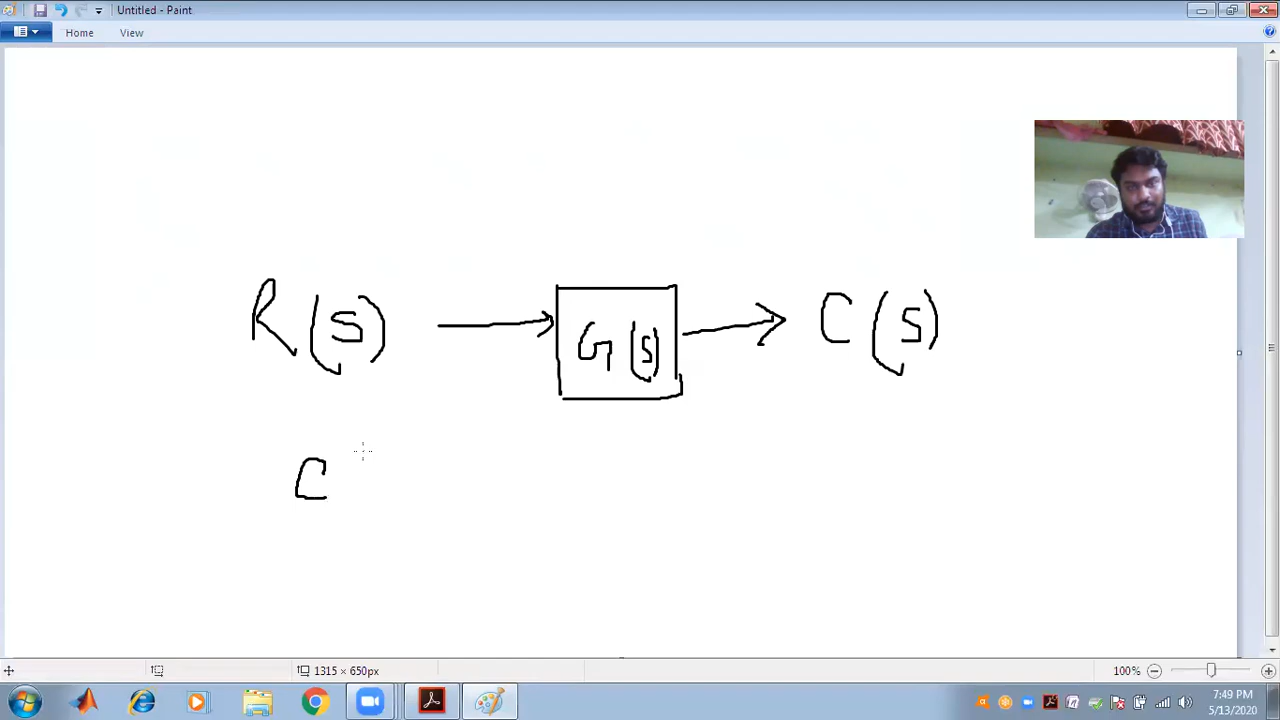 Untitled - Paint
Home View
R(s) G(s) C(s)
C
1315 × 650px 100%
7:49 PM
5/13/2020